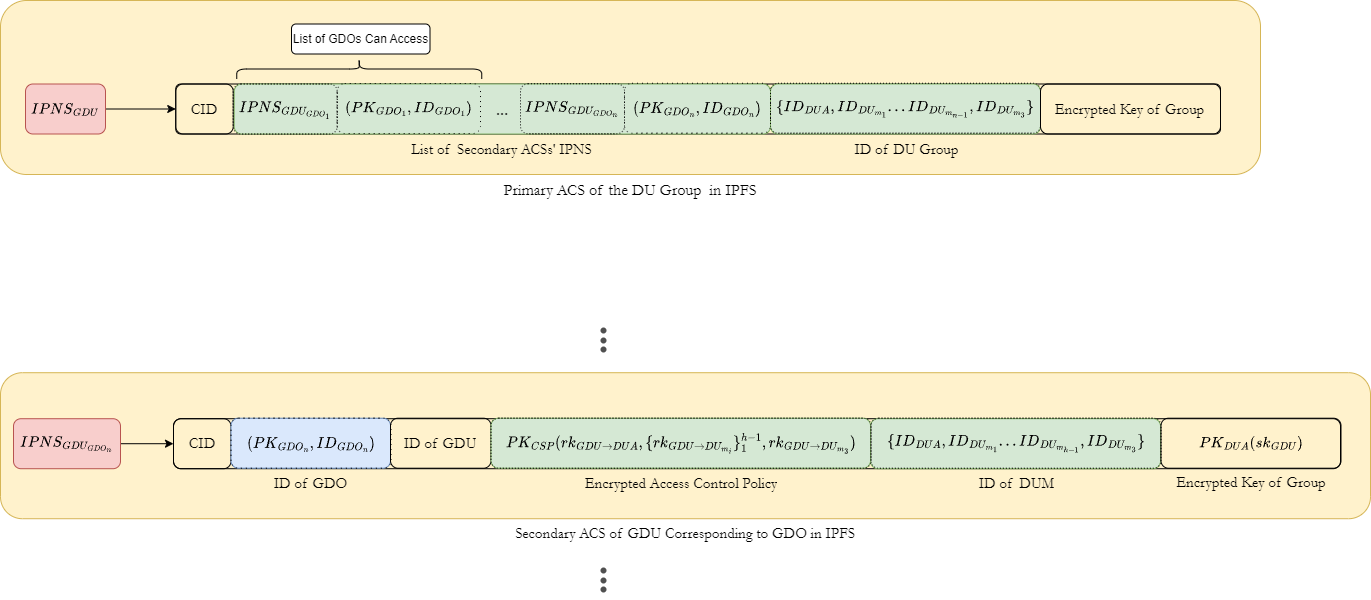 List of GDOs Can Access
IPNS_{GDU}
CID
IPNS_{GDU_{GDO_1}}
(PK_{GDO_1}, ID_{GDO_1})
...
IPNS_{GDU_{GDO_n}}
(PK_{GDO_n}, ID_{GDO_n})
{ID_{DUA}, ID_{DU_{m_1}} ... ID_{DU_{m_{n-1}}}, ID_{DU_{m_3}}}
Encrypted Key of Group
List of Secondary ACSs' IPNS
ID of DU Group
Primary ACS of the DU Group in IPFS
IPNS_{GDU_{GDO_n}}
CID
(PK_{GDO_n}, ID_{GDO_n})
ID of GDU
PK_{CSP}(rk_{GDU→DUA}, {rk_{GDU→DU_{m_i}}}_1^{h-1}, rk_{GDU→DU_{m_3}})
{ID_{DUA}, ID_{DU_{m_1}} ... ID_{DU_{m_{h-1}}}, ID_{DU_{m_3}}}
PK_{DUA}(sk_{GDU})
ID of GDO
Encrypted Access Control Policy
ID of DUM
Encrypted Key of Group
Secondary ACS of GDU Corresponding to GDO in IPFS